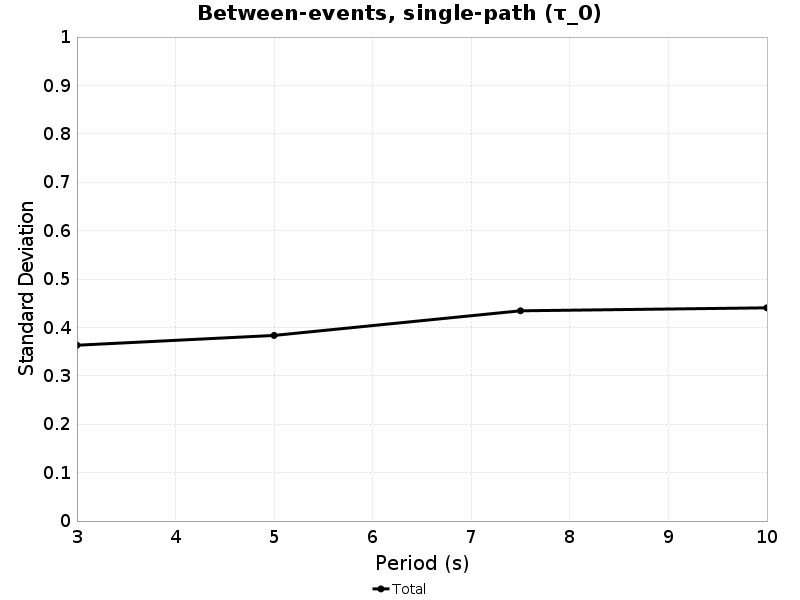 Between-events, single-path (τ_0)
1
0.9
0.8
0.7
0.6
0.5
0.4
0.3
0.2
0.1
0
Standard Deviation
3 4 5 6 7 8 9 10
Period (s)
Total